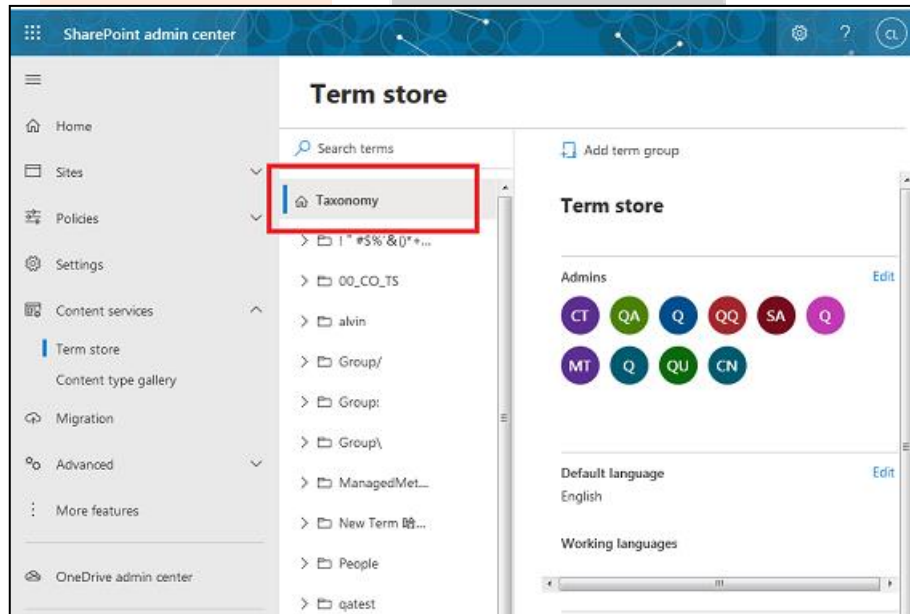 SharePoint admin center
?
CL
Home
Sites
Policies
Settings
Content services
Term store
Content type gallery
Migration
Advanced
More features
OneDrive admin center
Term store
Search terms
Taxonomy
! " #$%'&()*+...
00_CO_TS
alvin
Group/
Group:
Group\
ManagedMet...
New Term 哈...
People
qatest
Add term group
Term store
Admins
Edit
CT
QA
Q
QQ
SA
Q
MT
Q
QU
CN
Default language
Edit
English
Working languages